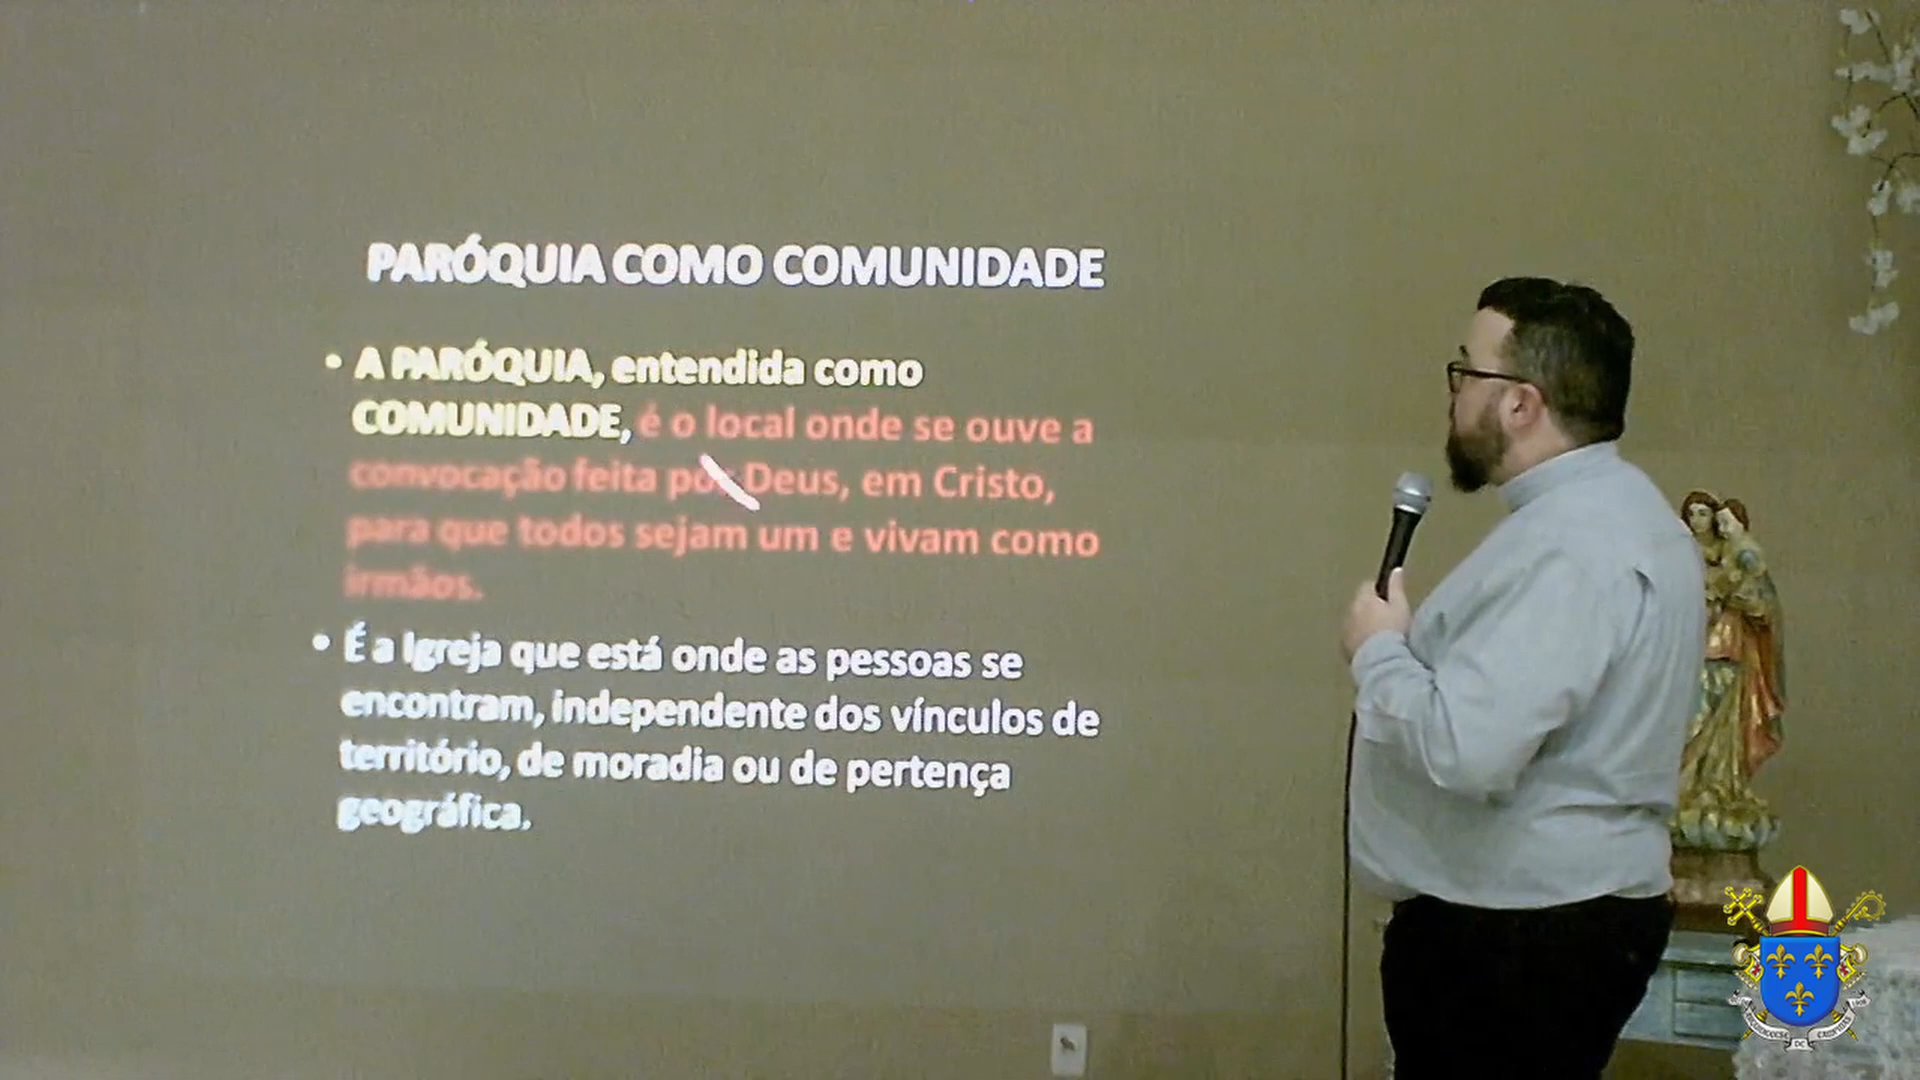 PARÓQUIA COMO COMUNIDADE
• A PARÓQUIA, entendida como
COMUNIDADE, é o local onde se ouve a
convocação feita por Deus, em Cristo,
para que todos sejam um e vivam como
irmãos.
• É a Igreja que está onde as pessoas se
encontram, independente dos vínculos de
território, de moradia ou de pertença
geográfica.